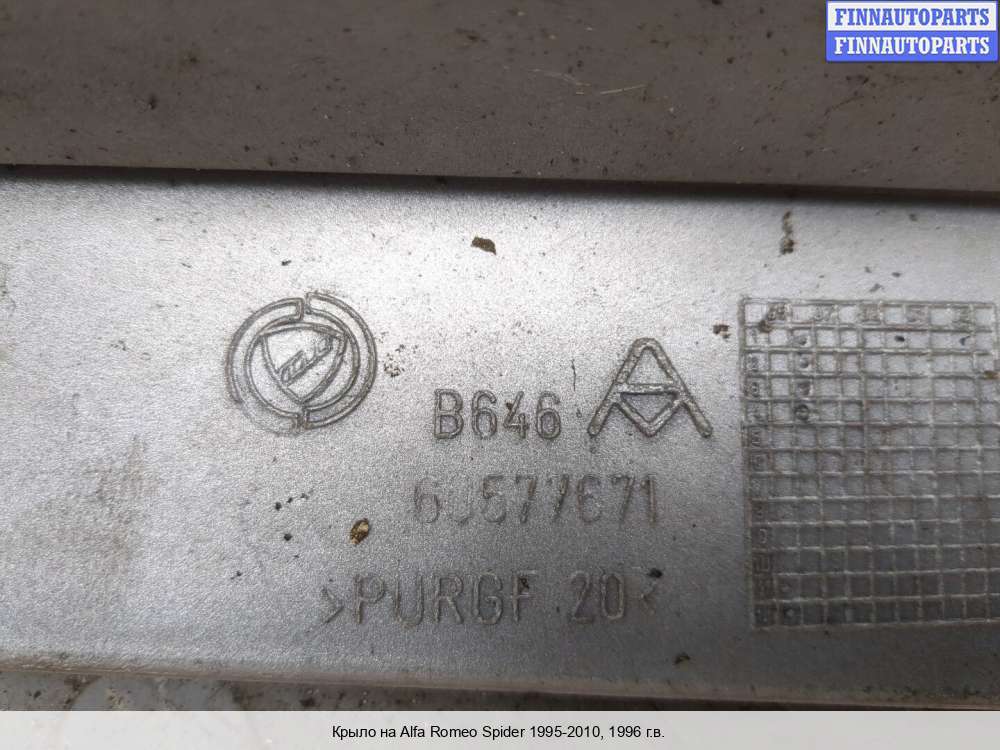 FINNAUTOPARTS
FINNAUTOPARTS
B646
60577671
>PURGF 20<
Крыло на Alfa Romeo Spider 1995-2010, 1996 г.в.